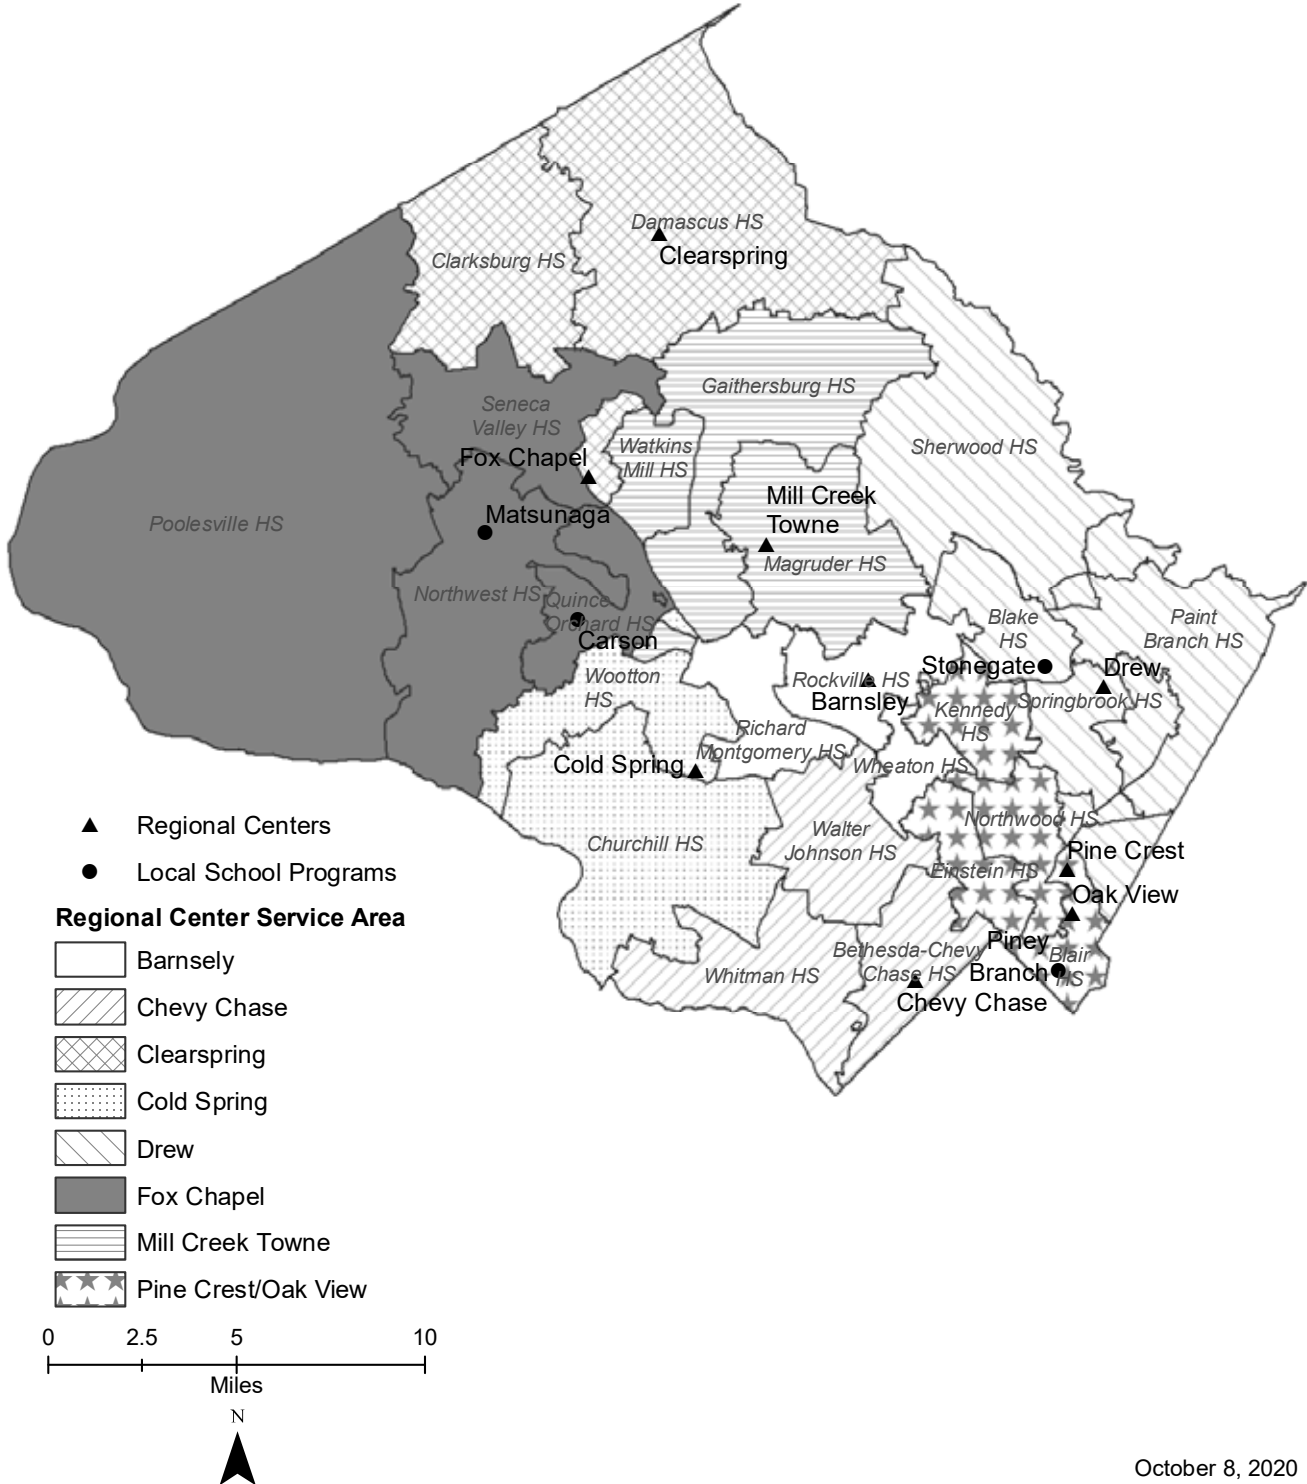 Damascus HS
Clearspring
Clarksburg HS
Gaithersburg HS
Seneca
Valley HS
Watkins
Mill HS
Sherwood HS
Fox Chapel
Mill Creek
Towne
Matsunaga
Poolesville HS
Magruder HS
Northwest HS
Quince
Orchard HS
Carson
Blake
HS
Paint
Branch HS
Stonegate
Drew
Wootton
HS
Rockville HS
Barnsley
Kennedy
HS
Springbrook HS
Richard
Montgomery HS
Cold Spring
Wheaton HS
Churchill HS
Walter
Johnson HS
Northwood HS
Pine Crest
Einstein HS
Oak View
Piney
Branch
Blair
HS
Bethesda-Chevy
Chase HS
Whitman HS
Chevy Chase
Regional Centers
Local School Programs
Regional Center Service Area
Barnsely
Chevy Chase
Clearspring
Cold Spring
Drew
Fox Chapel
Mill Creek Towne
Pine Crest/Oak View
0 2.5 5 10
Miles
N
October 8, 2020